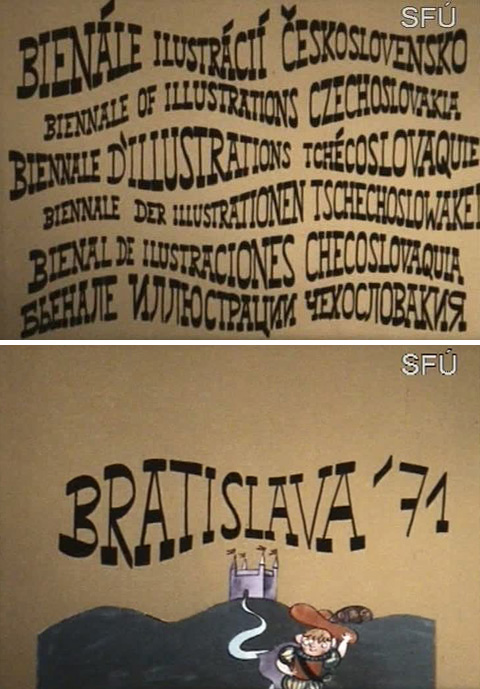 SFÚ
BIENÁLE ILUSTRÁCIÍ ČESKOSLOVENSKO
BIENNALE OF ILLUSTRATIONS CZECHOSLOVAKIA
BIENNALE D'ILLUSTRATIONS TCHÉCOSLOVAQUIE
BIENNALE DER ILLUSTRATIONEN TSCHECHOSLOWAKEI
BIENAL DE ILUSTRACIONES CHECOSLOVAQUIA
БЬЕНАЛЕ ИЛЛЮСТРАЦИИ ЧЕХОСЛОВАКИЯ
SFÚ
BRATISLAVA '71